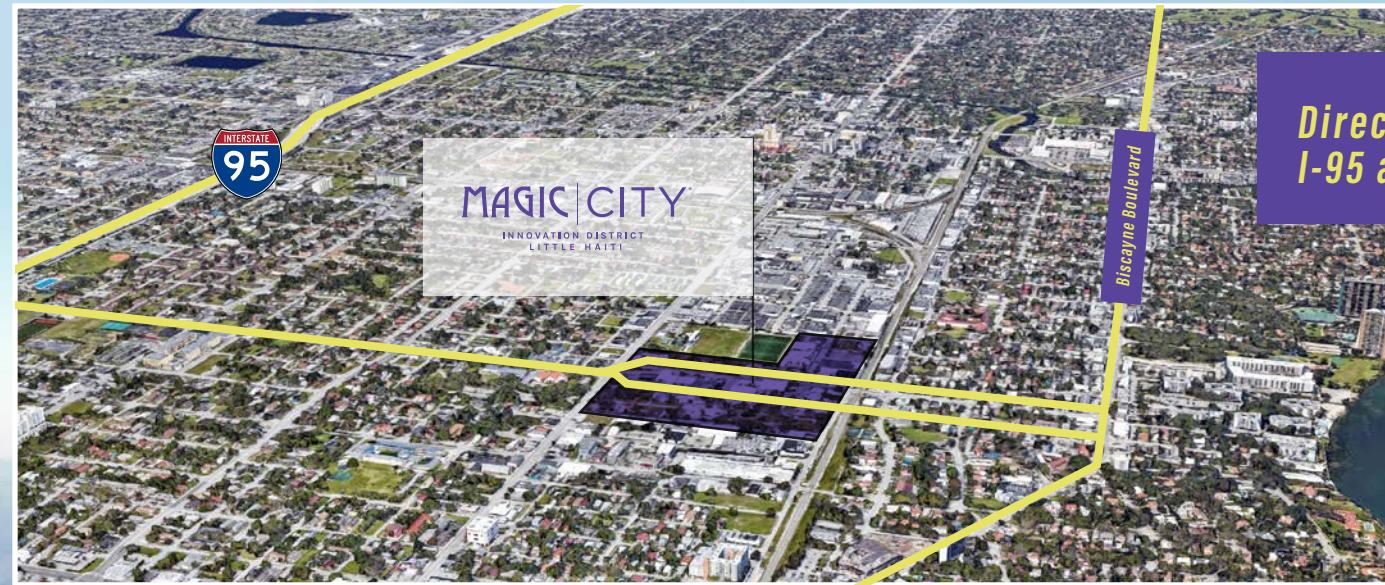 INTERSTATE
95
MAGIC CITY
INNOVATION DISTRICT
LITTLE HAITI
Biscayne Boulevard
Direc
I-95 a